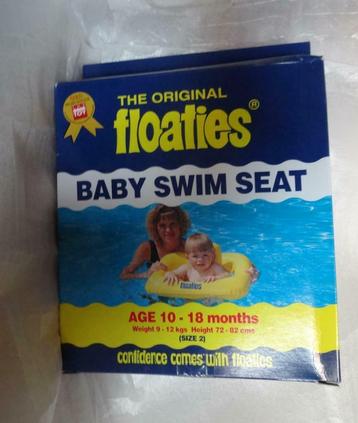 THE ORIGINAL
floaties®
BABY SWIM SEAT
floaties
AGE 10 - 18 months
Weight 9 - 12 kgs Height 72 - 82 cms
(SIZE 2)
confidence comes with floaties